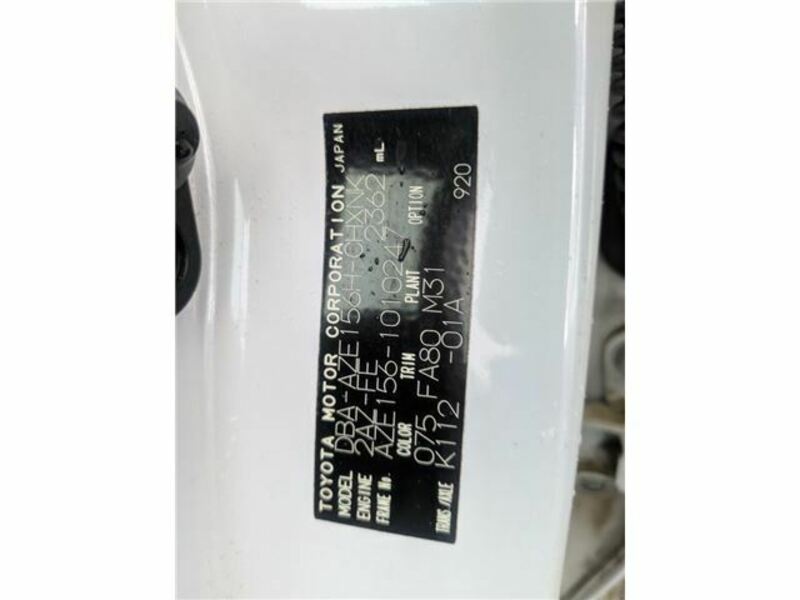 TOYOTA MOTOR CORPORATION JAPAN
MODEL DBA-AZE156H-CHXNK
ENGINE 2AZ-FE 2362 mL
FRAME No. AZE156-1010247
COLOR TRIM PLANT OPTION
075 FA80 M31
TRANS/AXLE K112 -01A 920